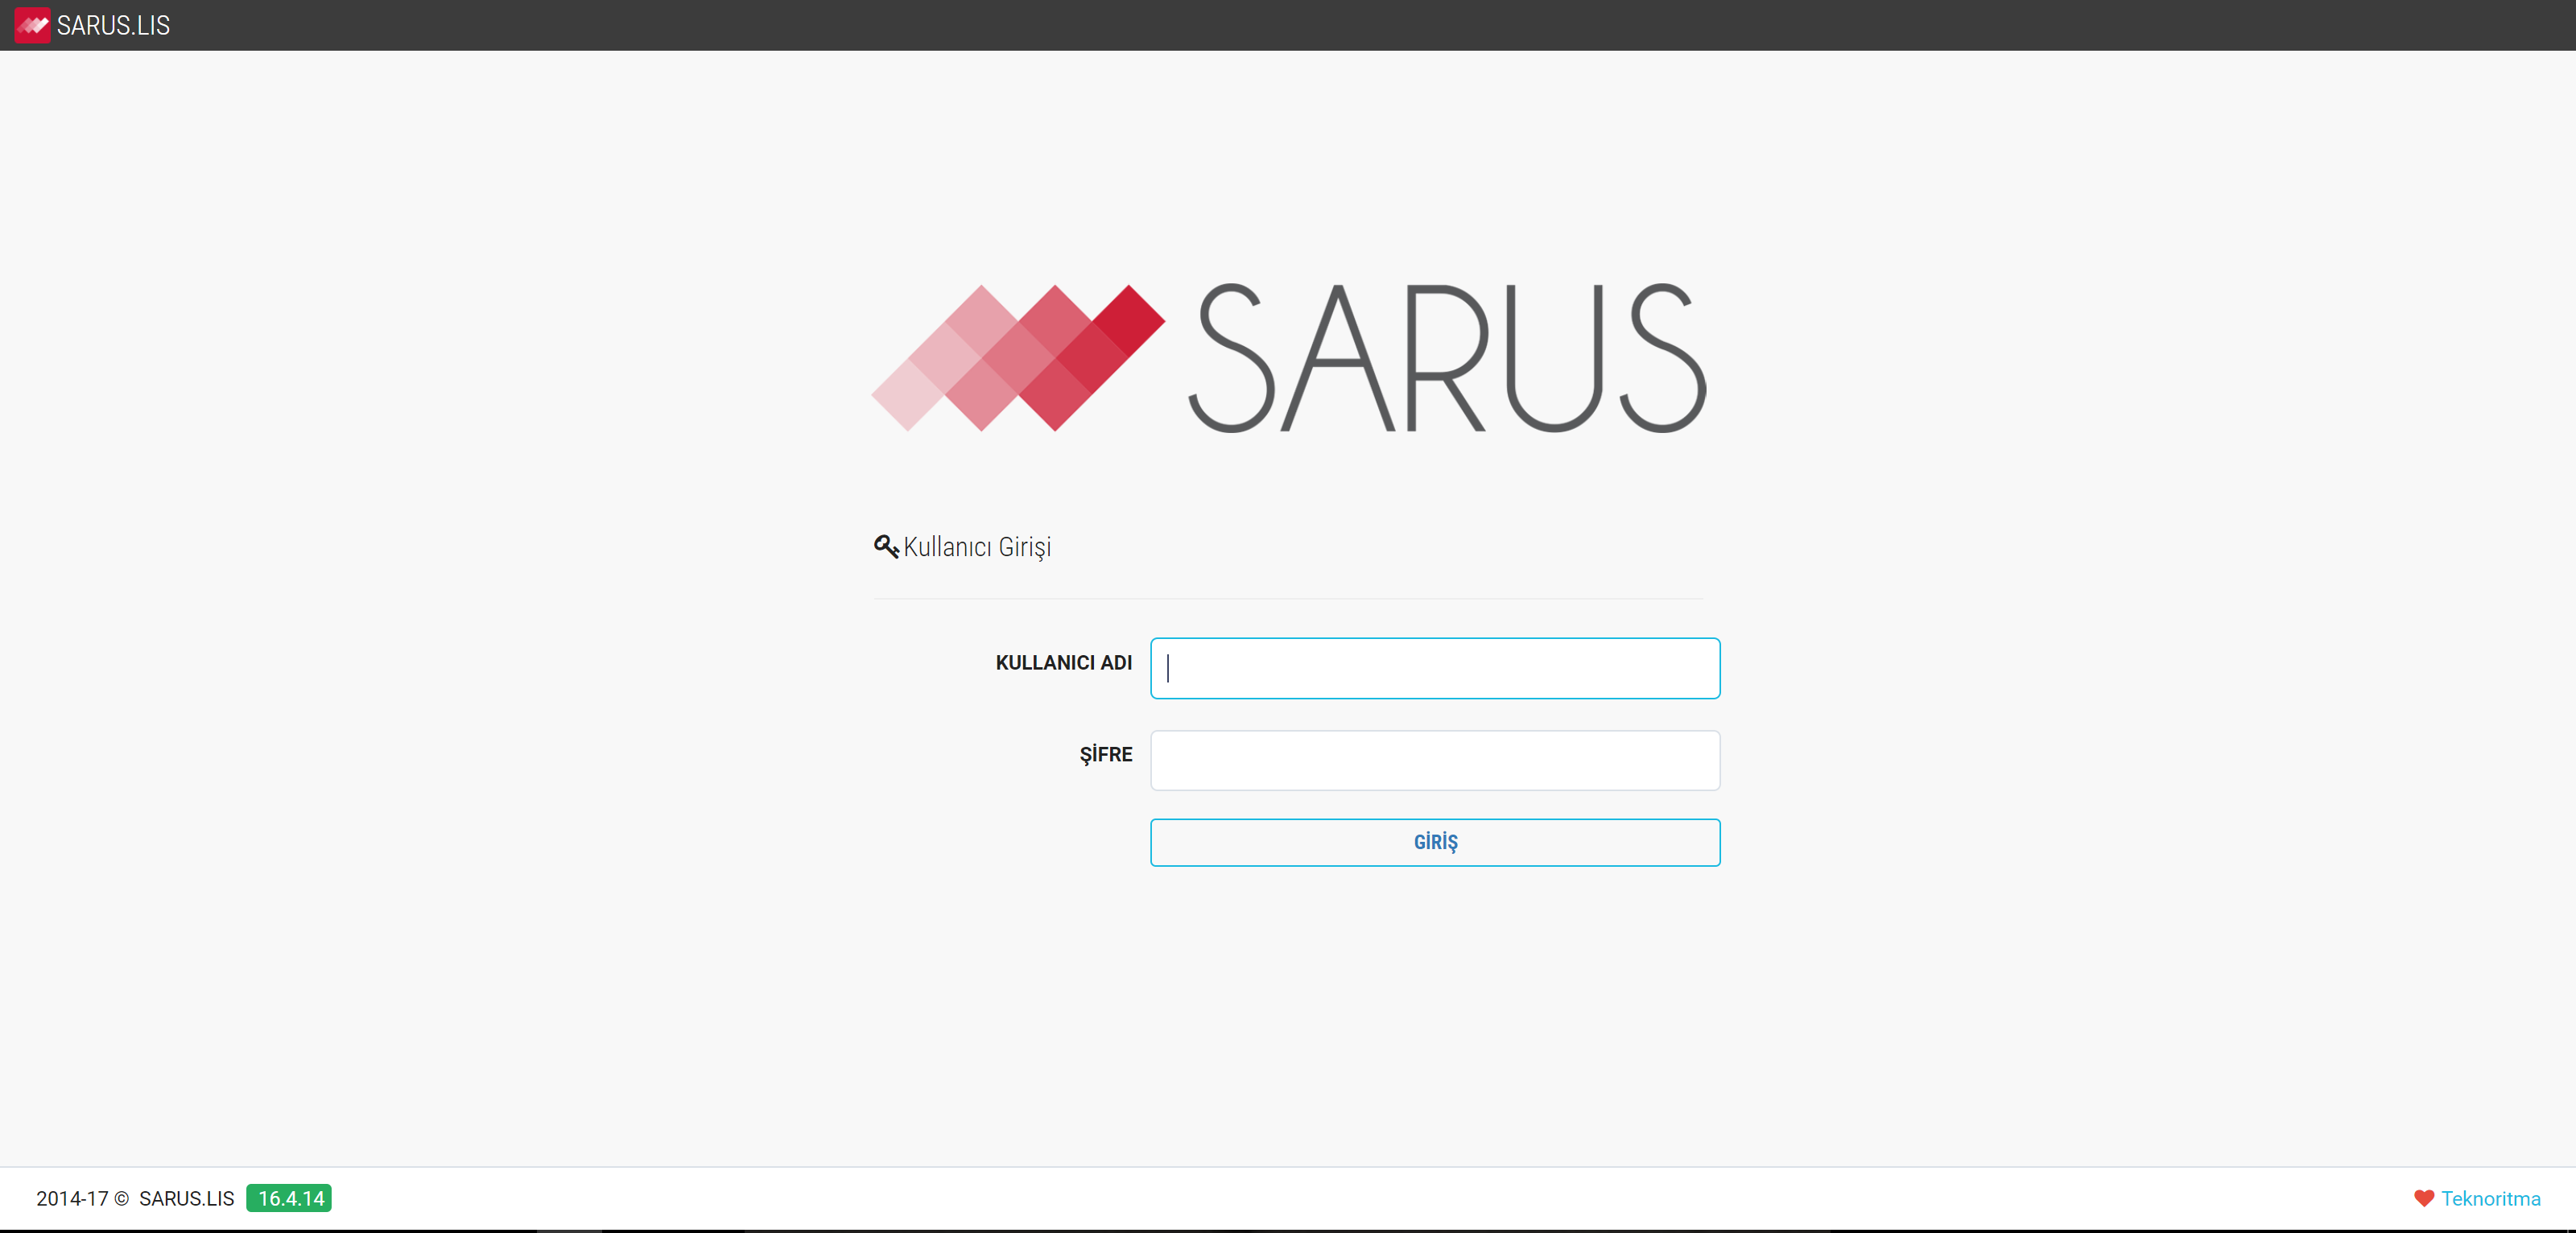 SARUS.LIS
SARUS
Kullanıcı Girişi
KULLANICI ADI
ŞİFRE
GİRİŞ
2014-17 © SARUS.LIS 16.4.14
Teknoritma